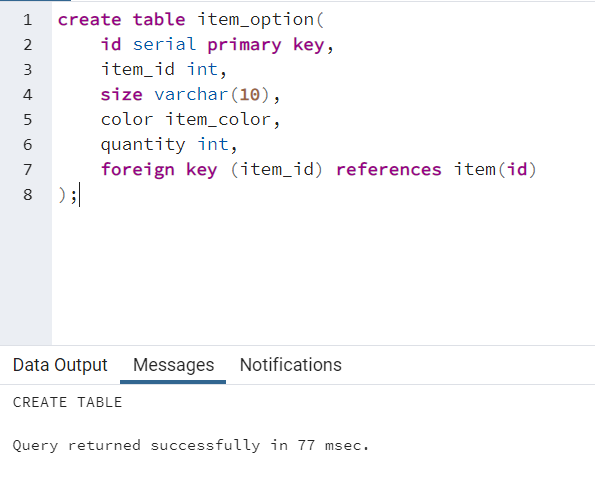 1 create table item_option(
2 id serial primary key,
3 item_id int,
4 size varchar(10),
5 color item_color,
6 quantity int,
7 foreign key (item_id) references item(id)
8 );
Data Output Messages Notifications
CREATE TABLE
Query returned successfully in 77 msec.